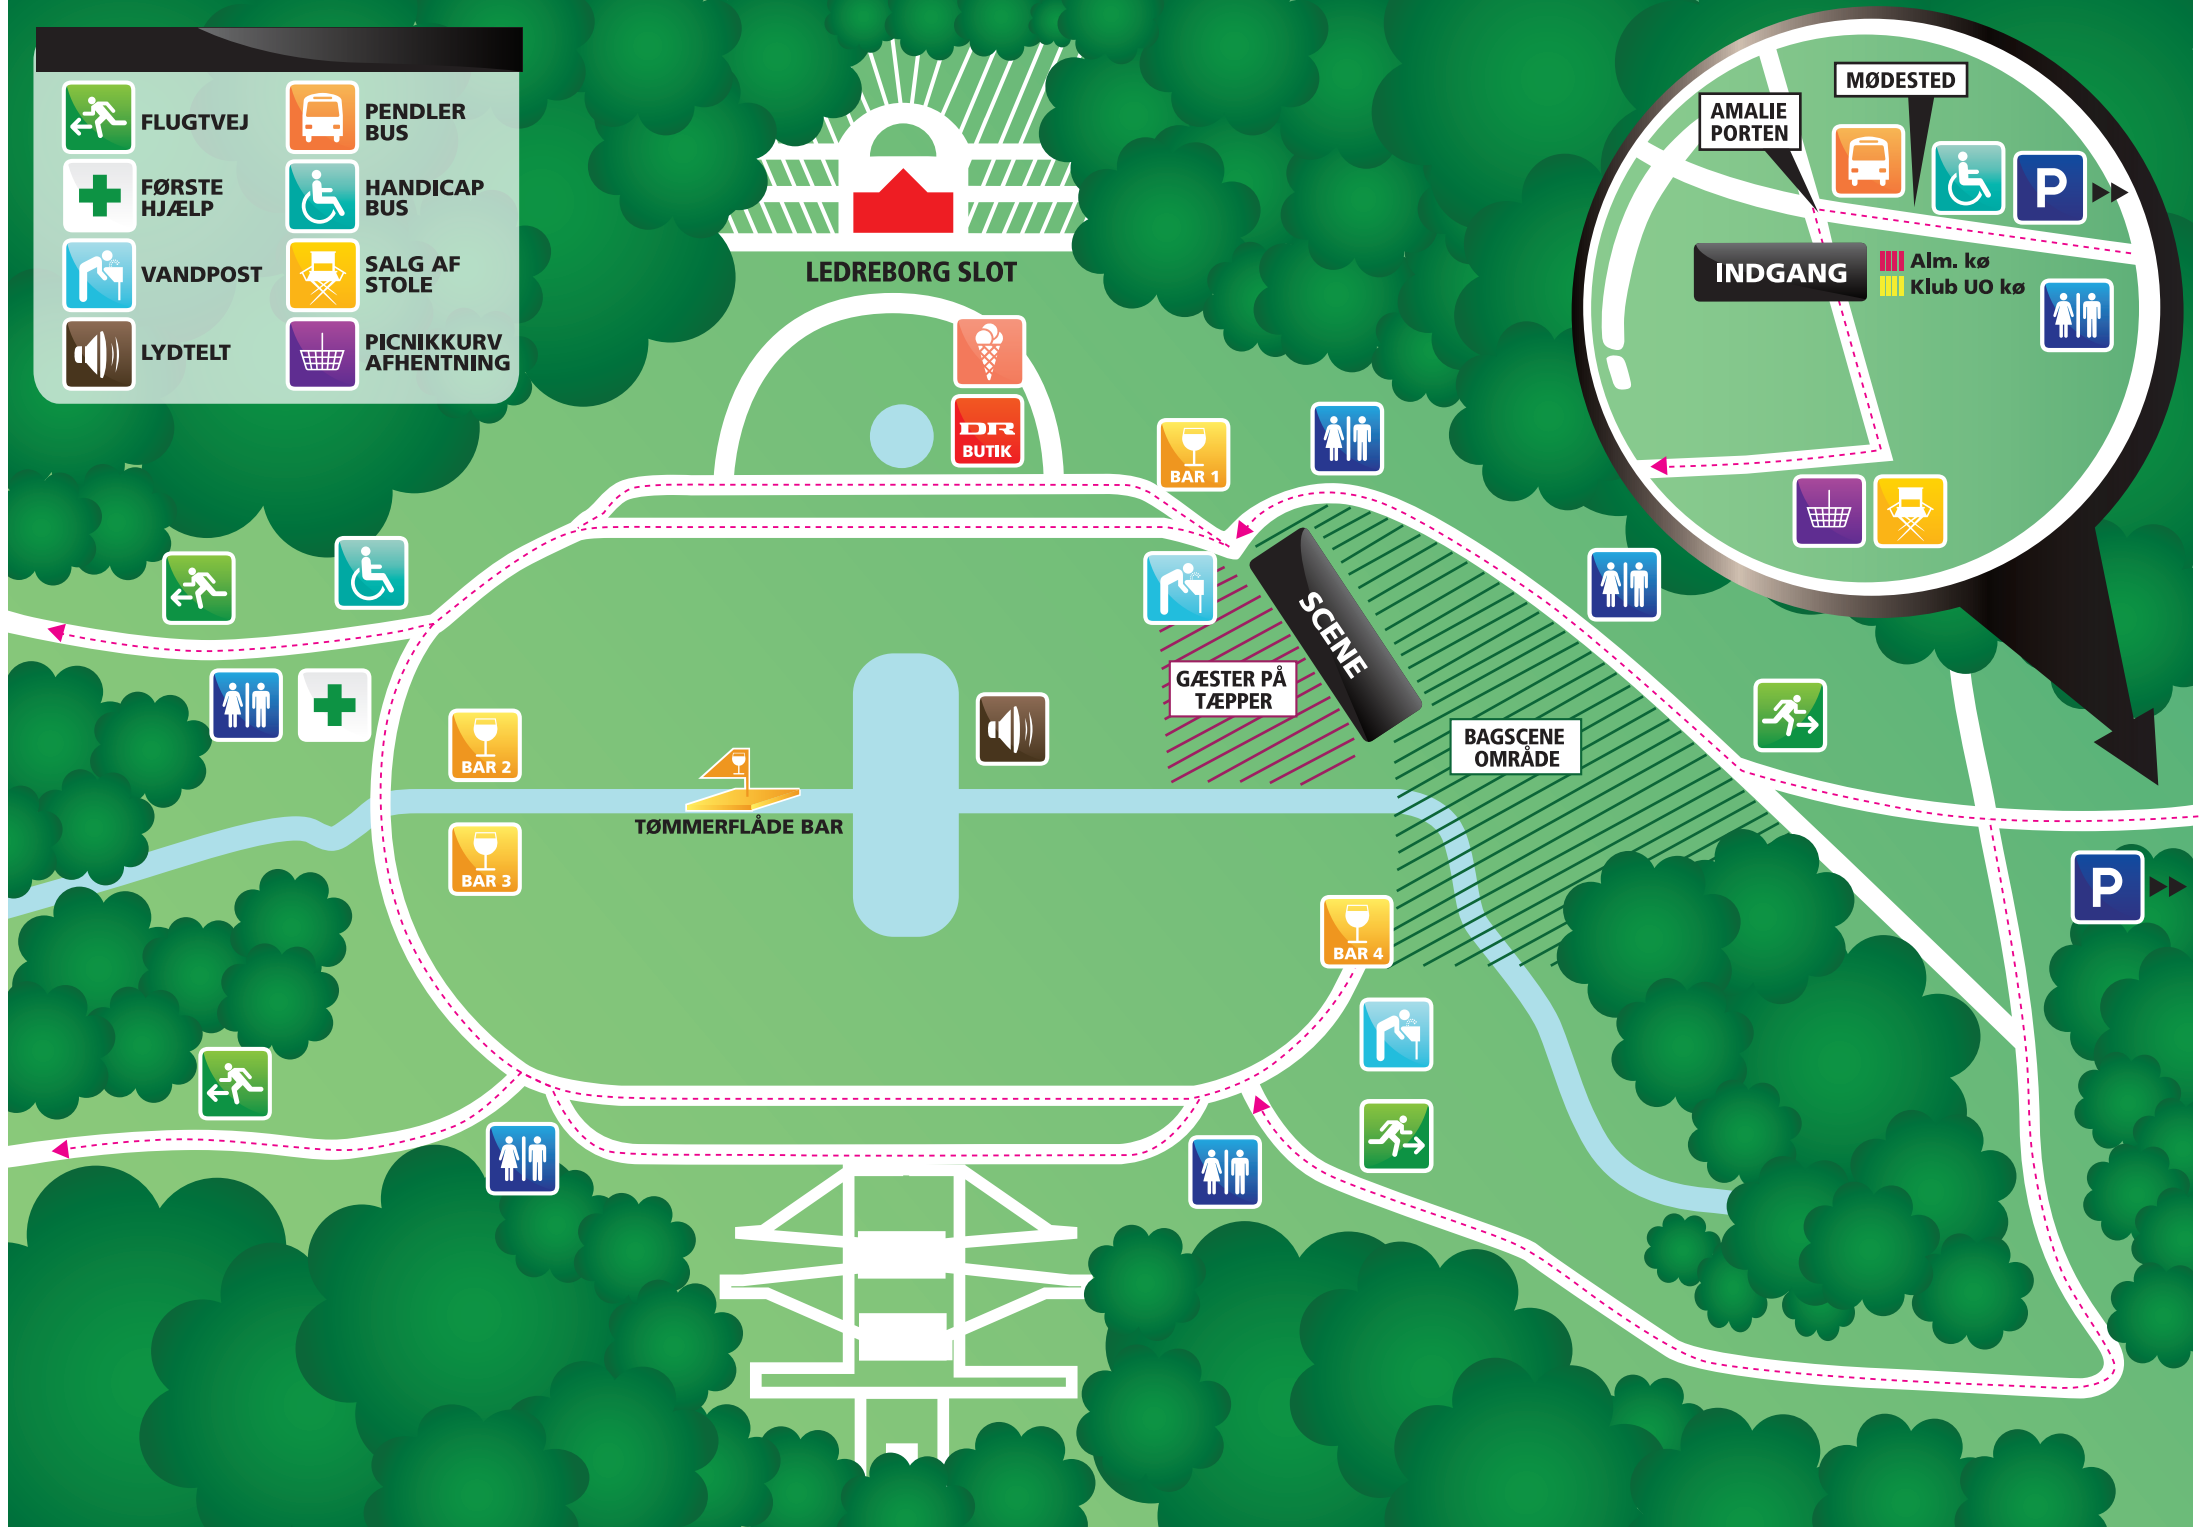 FLUGTVEJ
PENDLER
BUS
FØRSTE
HJÆLP
HANDICAP
BUS
VANDPOST
SALG AF
STOLE
LYDTELT
PICNIKKURV
AFHENTNING
LEDREBORG SLOT
MØDESTED
AMALIE
PORTEN
P
INDGANG
Alm. kø
Klub UO kø
DR
BUTIK
BAR 1
SCENE
GÆSTER PÅ
TÆPPER
BAGSCENE
OMRÅDE
BAR 2
TØMMERFLÅDE BAR
BAR 3
BAR 4
P